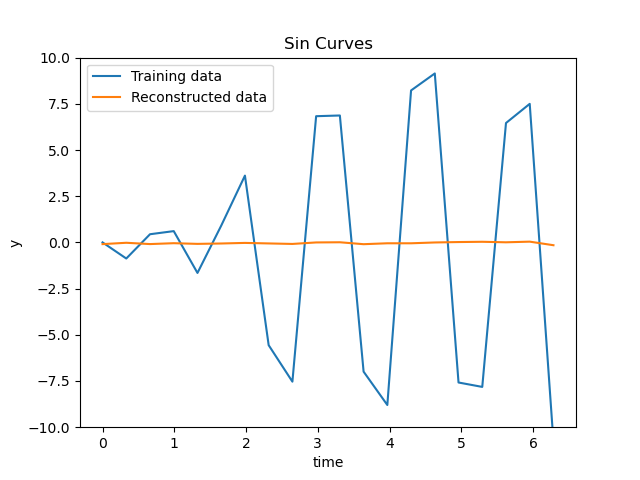 Sin Curves
Training data
Reconstructed data
10.0
7.5
5.0
2.5
0.0
−2.5
−5.0
−7.5
−10.0
y
0 1 2 3 4 5 6
time